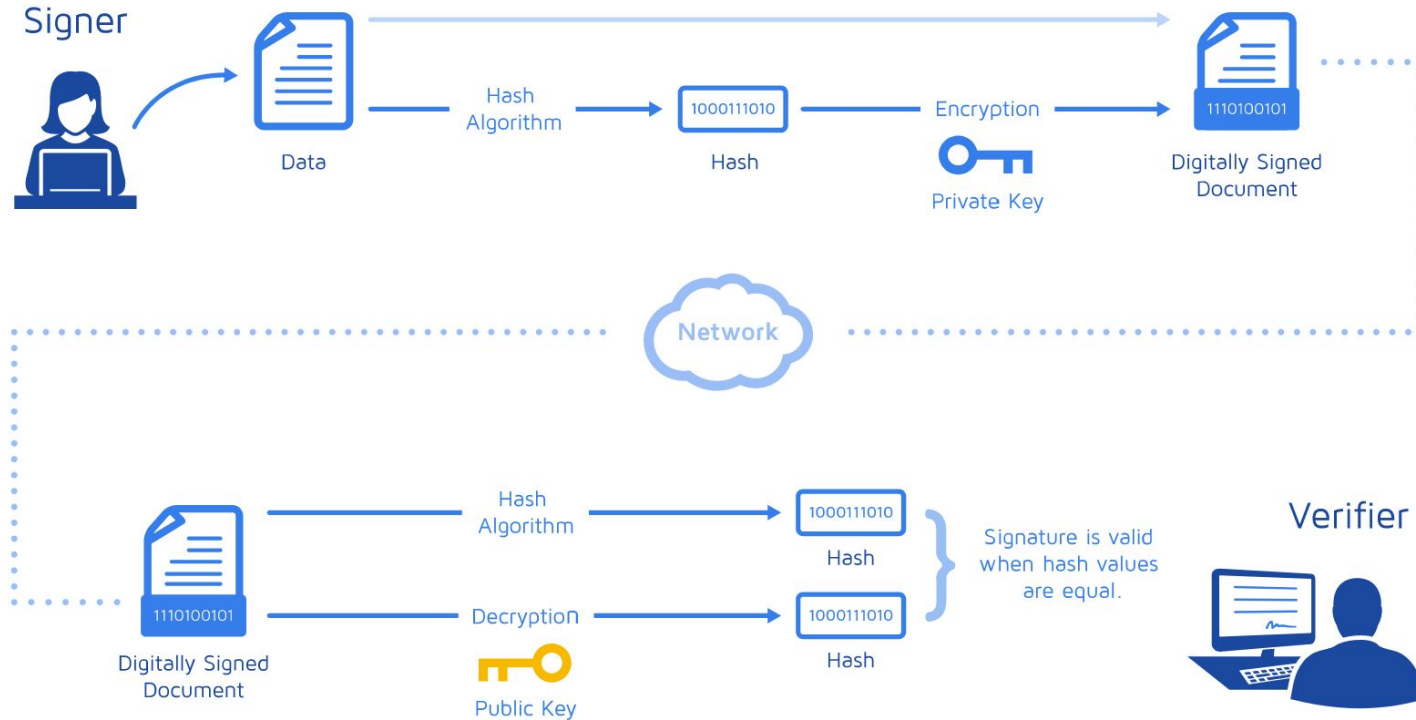 Signer
Hash
Algorithm
1000111010
Encryption
1110100101
Data
Hash
Private Key
Digitally Signed
Document
Network
Hash
Algorithm
1000111010
Hash
Signature is valid
when hash values
are equal.
Verifier
1110100101
Decryption
1000111010
Hash
Digitally Signed
Document
Public Key